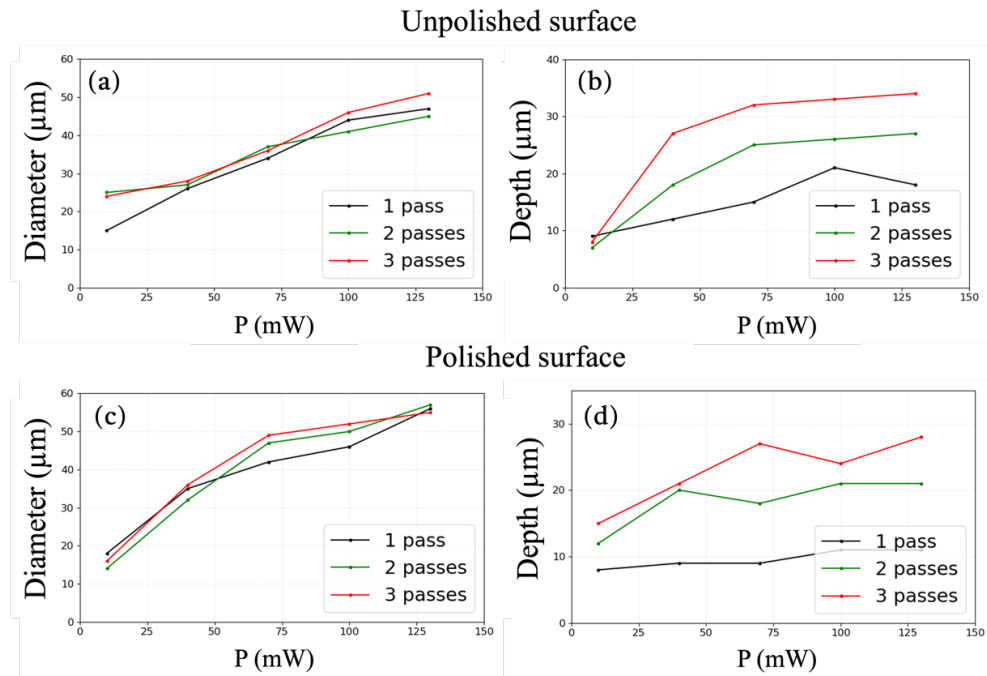 Unpolished surface
(a)
Diameter (μm)
60
50
40
30
20
10
0
0 25 50 75 100 125 150
P (mW)
1 pass
2 passes
3 passes
(b)
Depth (μm)
40
30
20
10
0
0 25 50 75 100 125 150
P (mW)
1 pass
2 passes
3 passes
Polished surface
(c)
Diameter (μm)
60
50
40
30
20
10
0
0 25 50 75 100 125 150
P (mW)
1 pass
2 passes
3 passes
(d)
Depth (μm)
30
20
10
0
0 25 50 75 100 125 150
P (mW)
1 pass
2 passes
3 passes